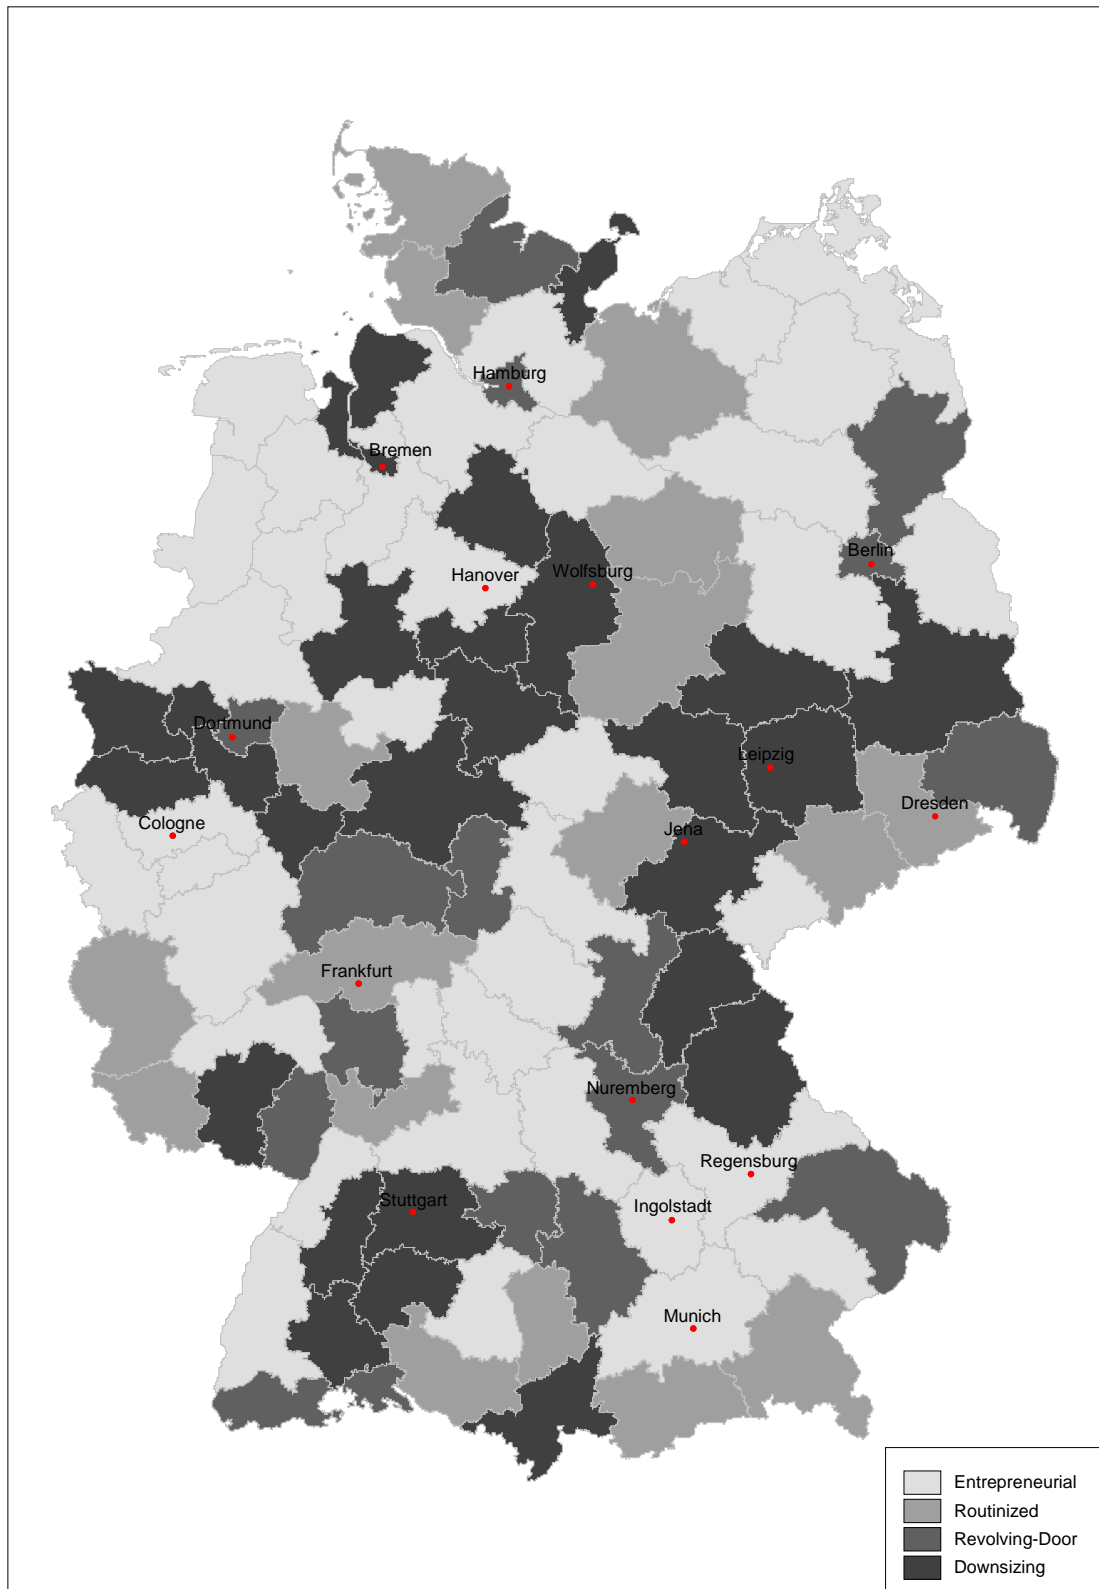 Hamburg
Bremen
Berlin
Hanover
Wolfsburg
Dortmund
Leipzig
Dresden
Cologne
Jena
Frankfurt
Nuremberg
Regensburg
Stuttgart
Ingolstadt
Munich
Entrepreneurial
Routinized
Revolving-Door
Downsizing